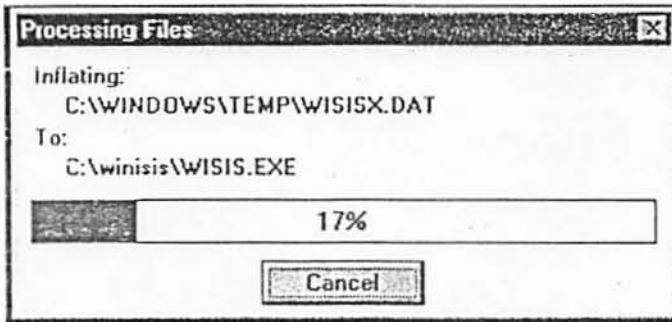 Processing Files
Inflating:
C:\WINDOWS\TEMP\WISISX.DAT
To:
C:\winisis\WISIS.EXE
17%
Cancel